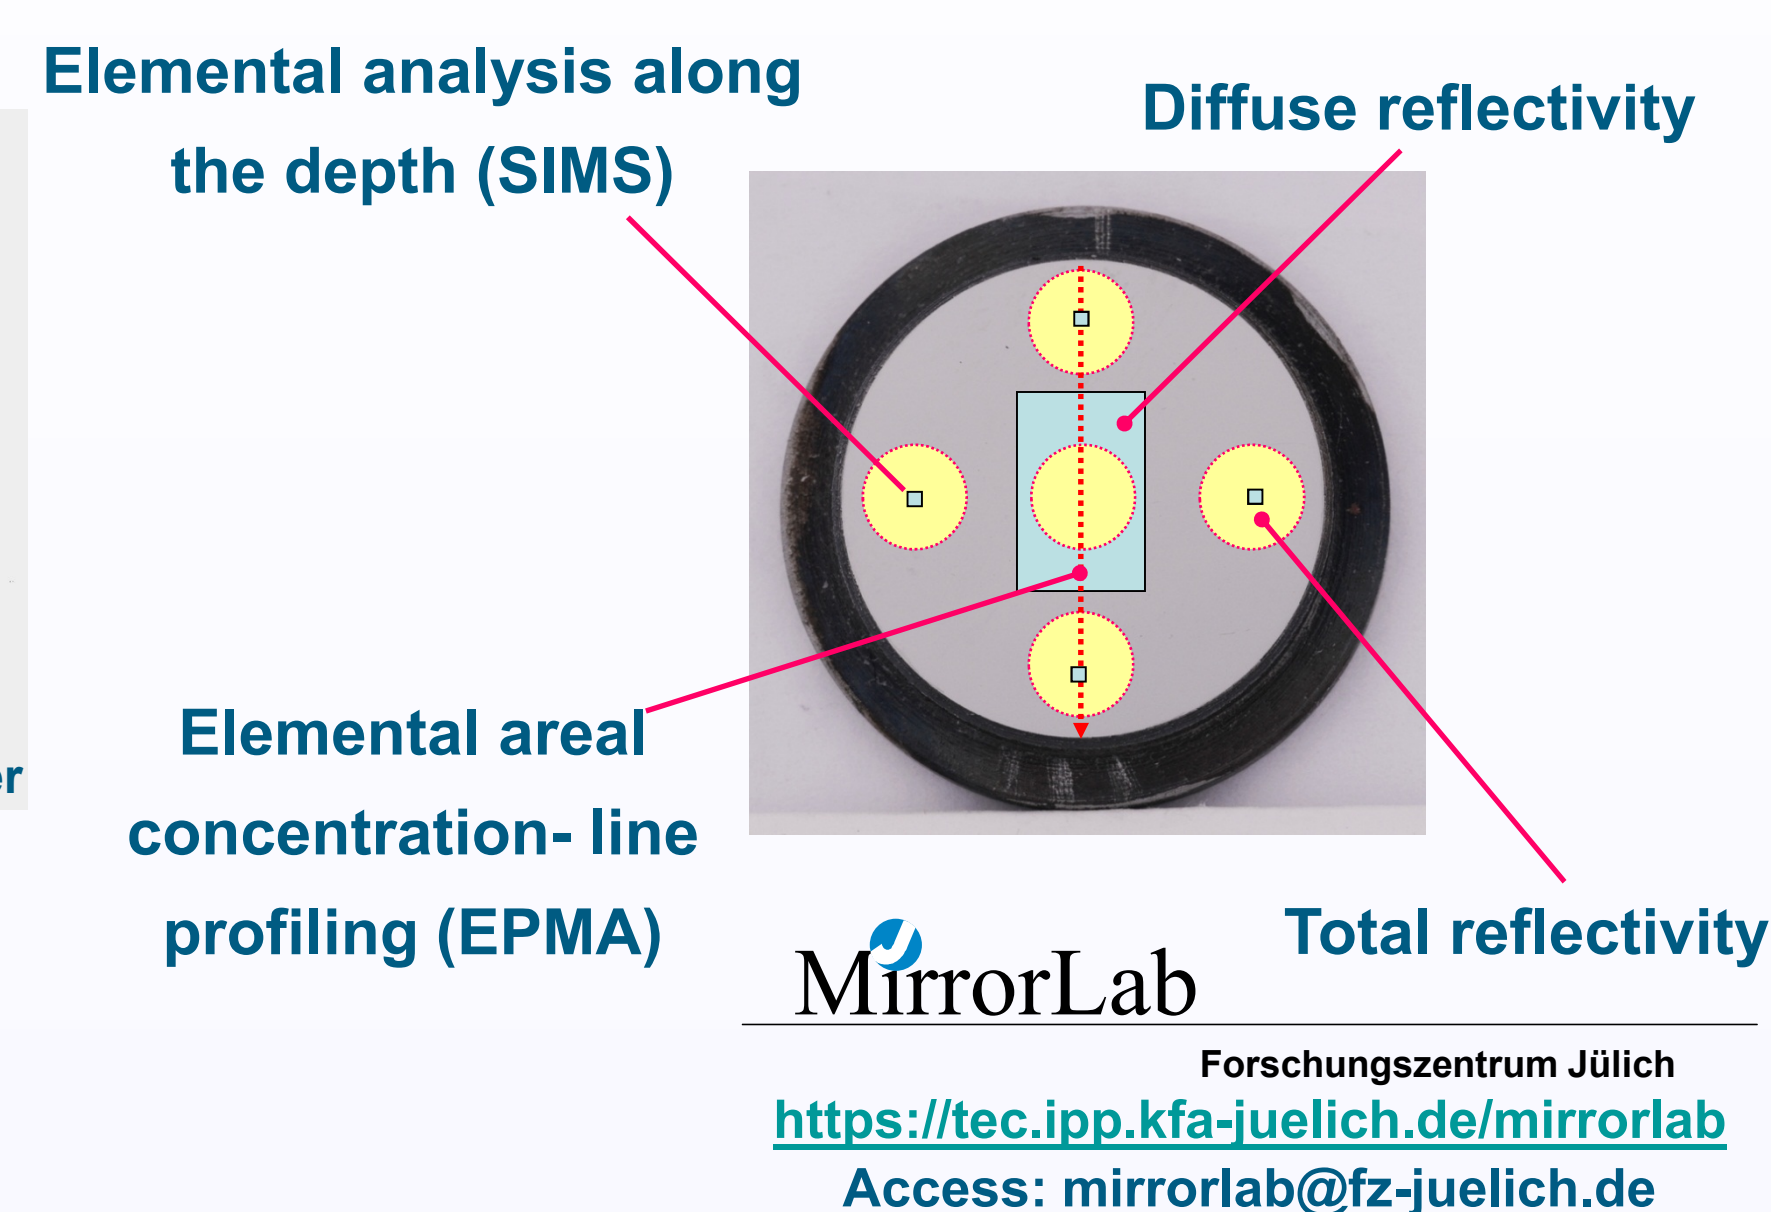 Elemental analysis along
the depth (SIMS)
Diffuse reflectivity
Elemental areal
concentration- line
profiling (EPMA)
Total reflectivity
MirrorLab
Forschungszentrum Jülich
https://tec.ipp.kfa-juelich.de/mirrorlab
Access: mirrorlab@fz-juelich.de